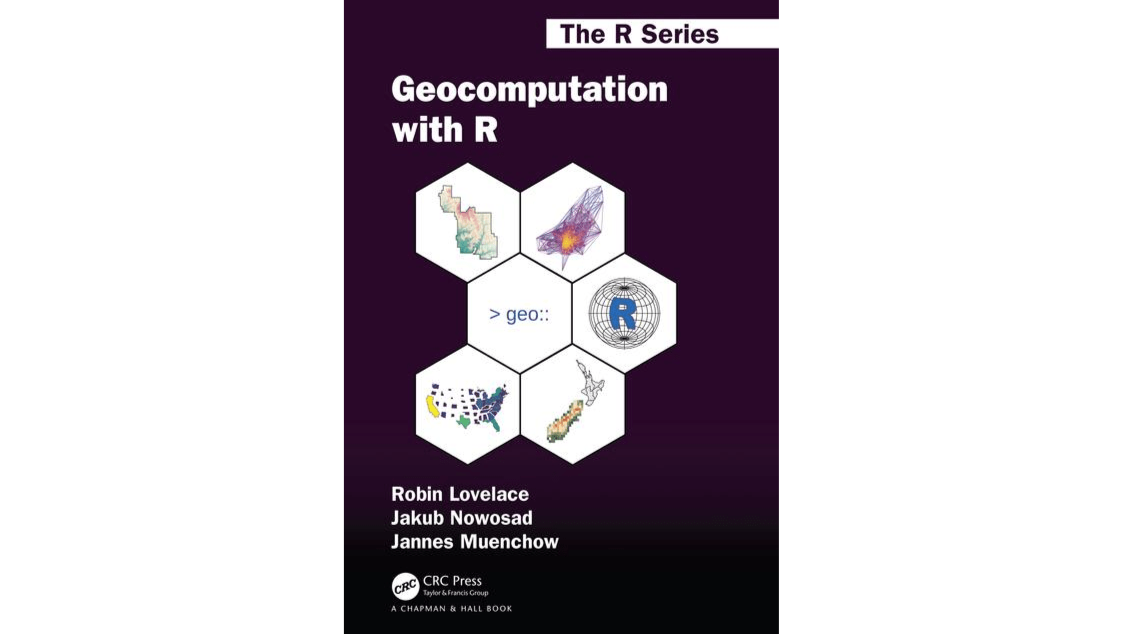 The R Series
Geocomputation
with R
> geo::
R
Robin Lovelace
Jakub Nowosad
Jannes Muenchow
CRC
CRC Press
Taylor & Francis Group
A CHAPMAN & HALL BOOK